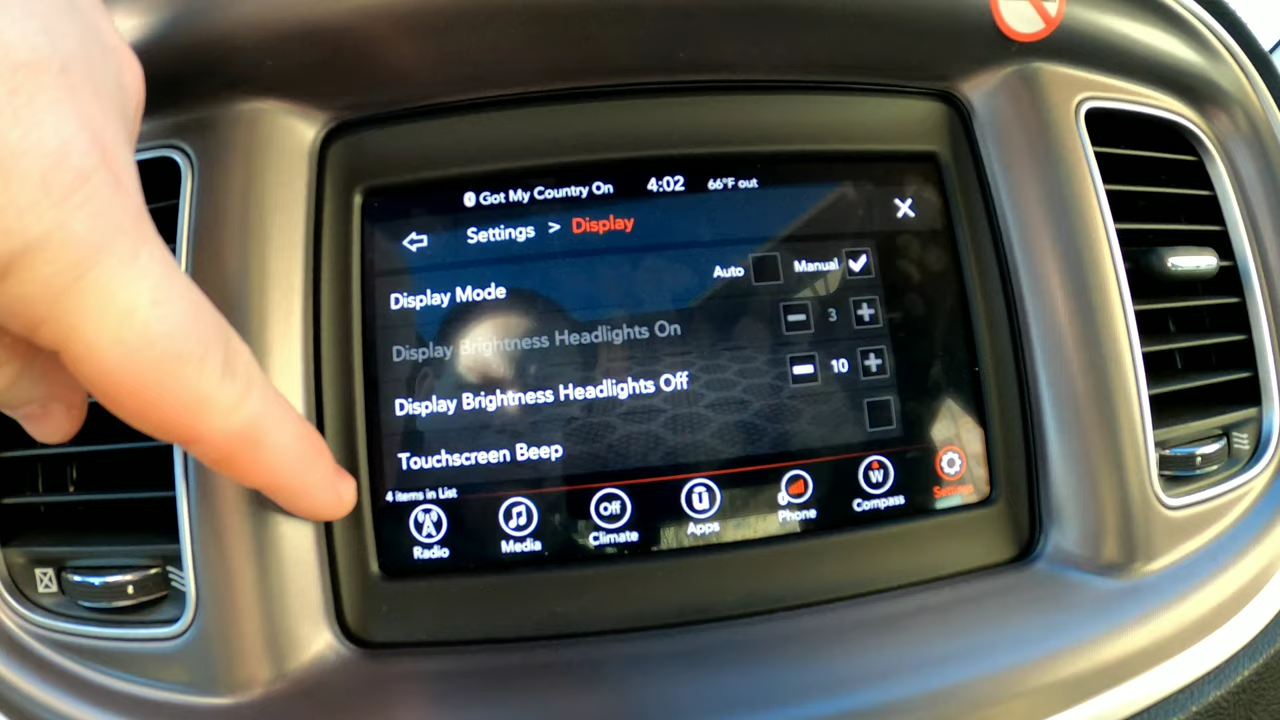 Got My Country On 4:02 66°F out
Settings > Display
Display Mode Auto Manual
Display Brightness Headlights On 3
Display Brightness Headlights Off 10
Touchscreen Beep
4 items in List
Off
W
Radio Media Climate Apps Phone Compass Settings